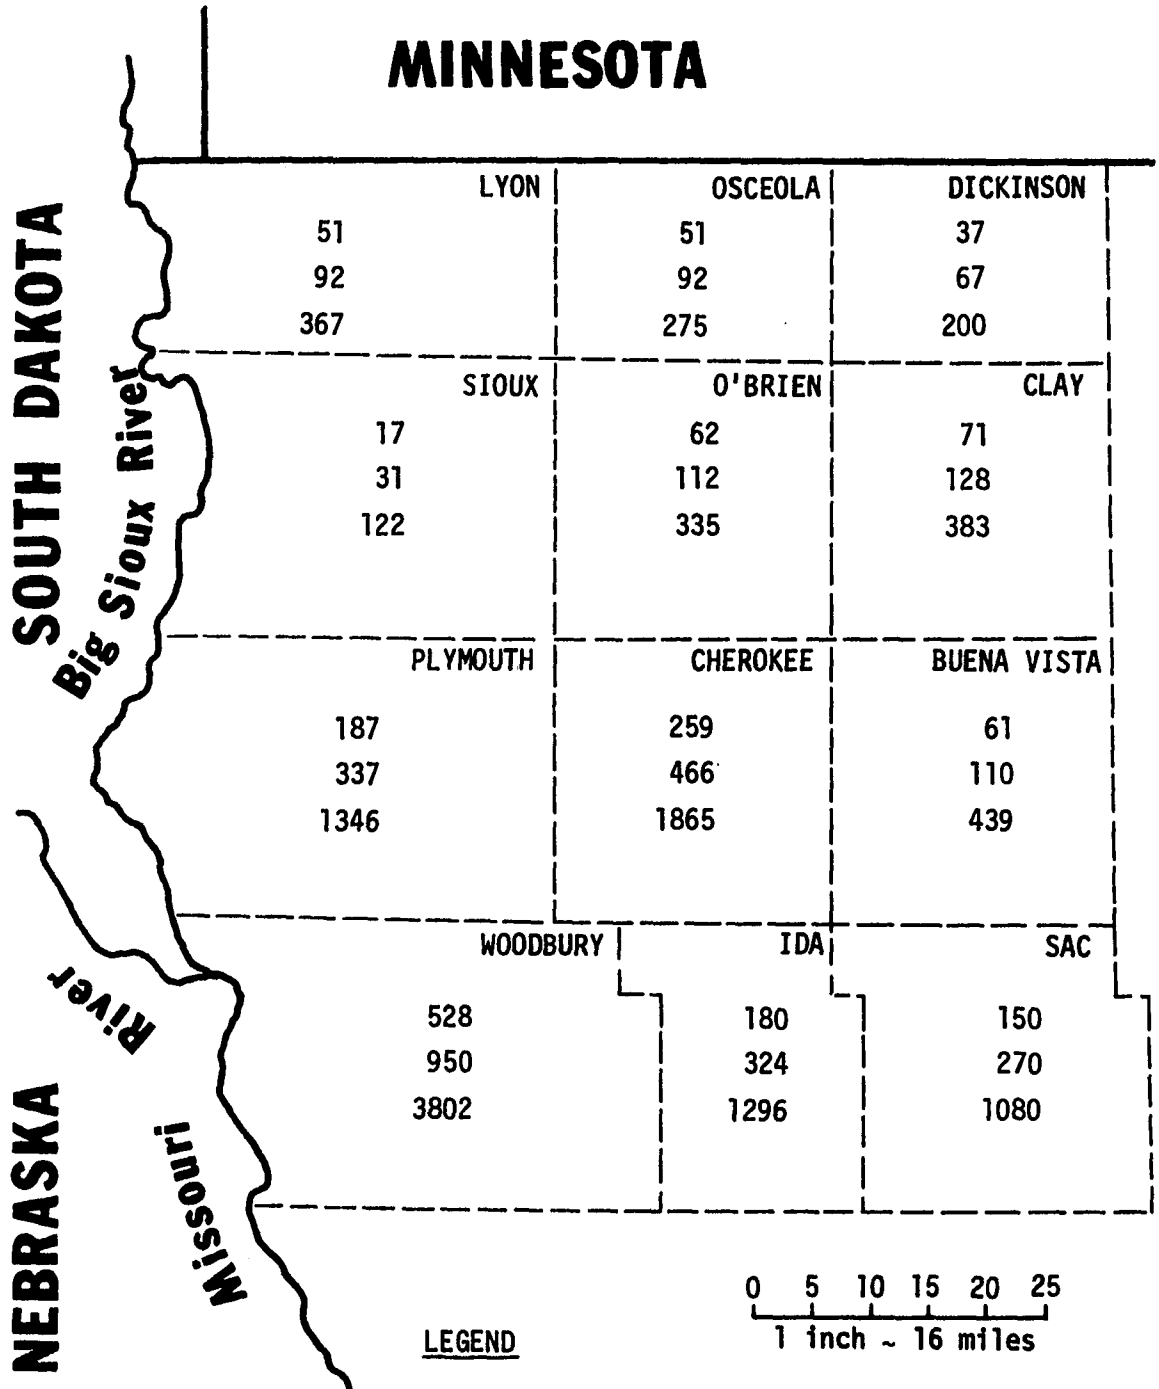 MINNESOTA
SOUTH DAKOTA
Big Sioux River
LYON
51
92
367
OSCEOLA
51
92
275
DICKINSON
37
67
200
SIOUX
17
31
122
O'BRIEN
62
112
335
CLAY
71
128
383
PLYMOUTH
187
337
1346
CHEROKEE
259
466
1865
BUENA VISTA
61
110
439
WOODBURY
528
950
3802
IDA
180
324
1296
SAC
150
270
1080
Missouri River
NEBRASKA
0 5 10 15 20 25
1 inch ~ 16 miles
LEGEND